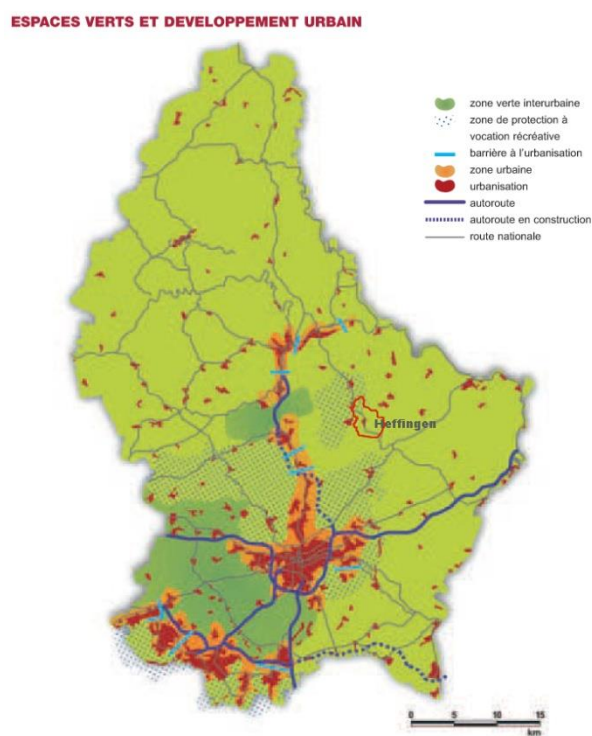 ESPACES VERTS ET DEVELOPPEMENT URBAIN
zone verte interurbaine
zone de protection à
vocation récréative
barrière à l'urbanisation
zone urbaine
urbanisation
autoroute
autoroute en construction
route nationale
Heffingen
0 5 10 15
km